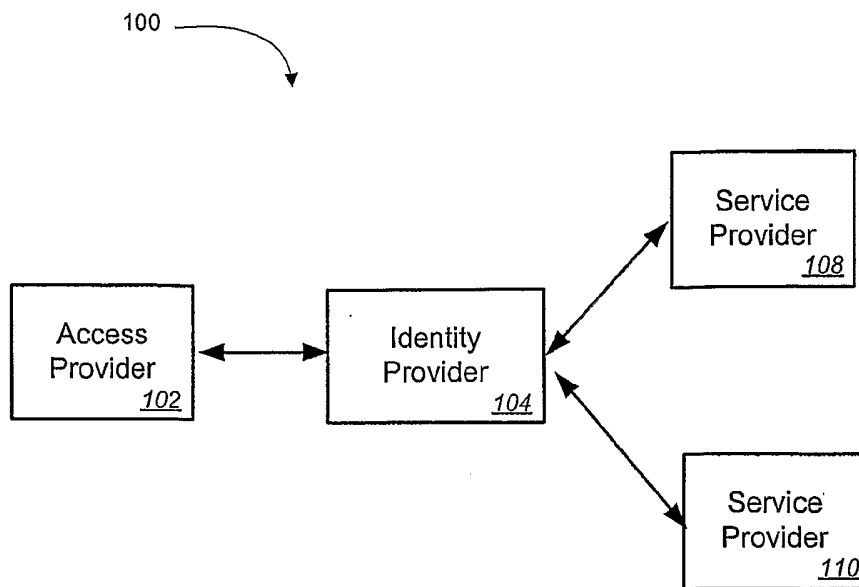 100
Service
Provider
108
Access
Provider
102
Identity
Provider
104
Service
Provider
110